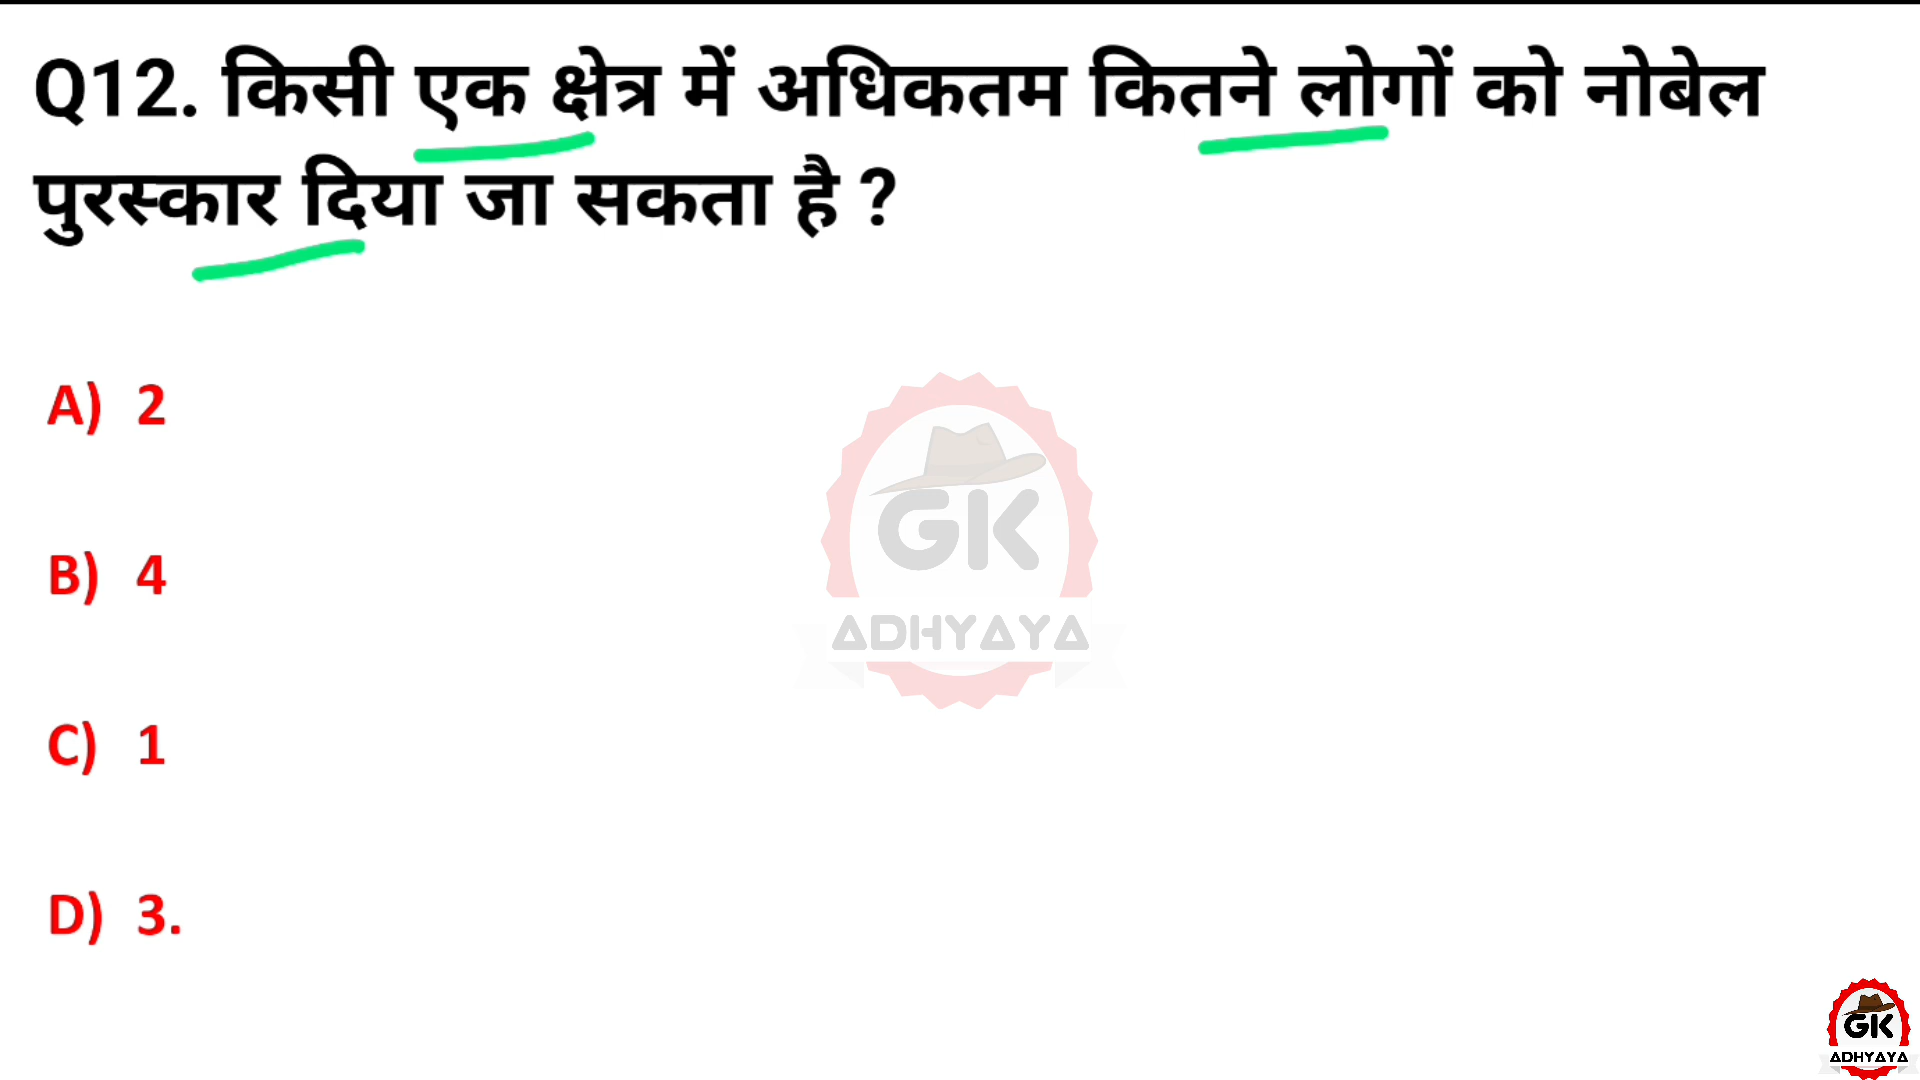 Q12. किसी एक क्षेत्र में अधिकतम कितने लोगों को नोबेल
पुरस्कार दिया जा सकता है ?
A) 2
GK
ADHYAYA
B) 4
C) 1
D) 3.
GK
ADHYAYA